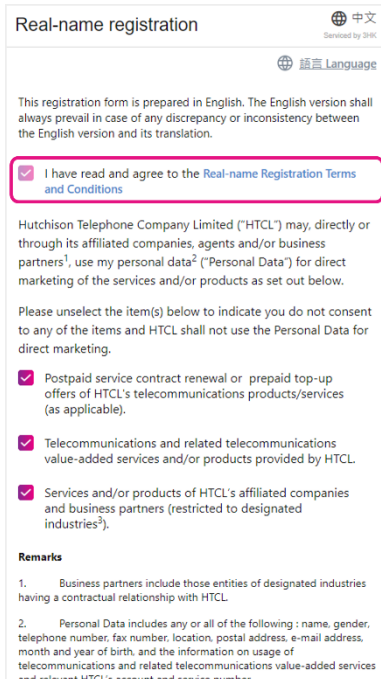 Real-name registration
中文
Serviced by 3HK
語言 Language
This registration form is prepared in English. The English version shall
always prevail in case of any discrepancy or inconsistency between
the English version and its translation.
I have read and agree to the Real-name Registration Terms
and Conditions
Hutchison Telephone Company Limited (“HTCL”) may, directly or
through its affiliated companies, agents and/or business
partners1, use my personal data2 (“Personal Data”) for direct
marketing of the services and/or products as set out below.
Please unselect the item(s) below to indicate you do not consent
to any of the items and HTCL shall not use the Personal Data for
direct marketing.
Postpaid service contract renewal or prepaid top-up
offers of HTCL’s telecommunications products/services
(as applicable).
Telecommunications and related telecommunications
value-added services and/or products provided by HTCL.
Services and/or products of HTCL’s affiliated companies
and business partners (restricted to designated
industries3).
Remarks
1. Business partners include those entities of designated industries
having a contractual relationship with HTCL.
2. Personal Data includes any or all of the following : name, gender,
telephone number, fax number, location, postal address, e-mail address,
month and year of birth, and the information on usage of
telecommunications and related telecommunications value-added services
and relevant HTCL’s account and service number.